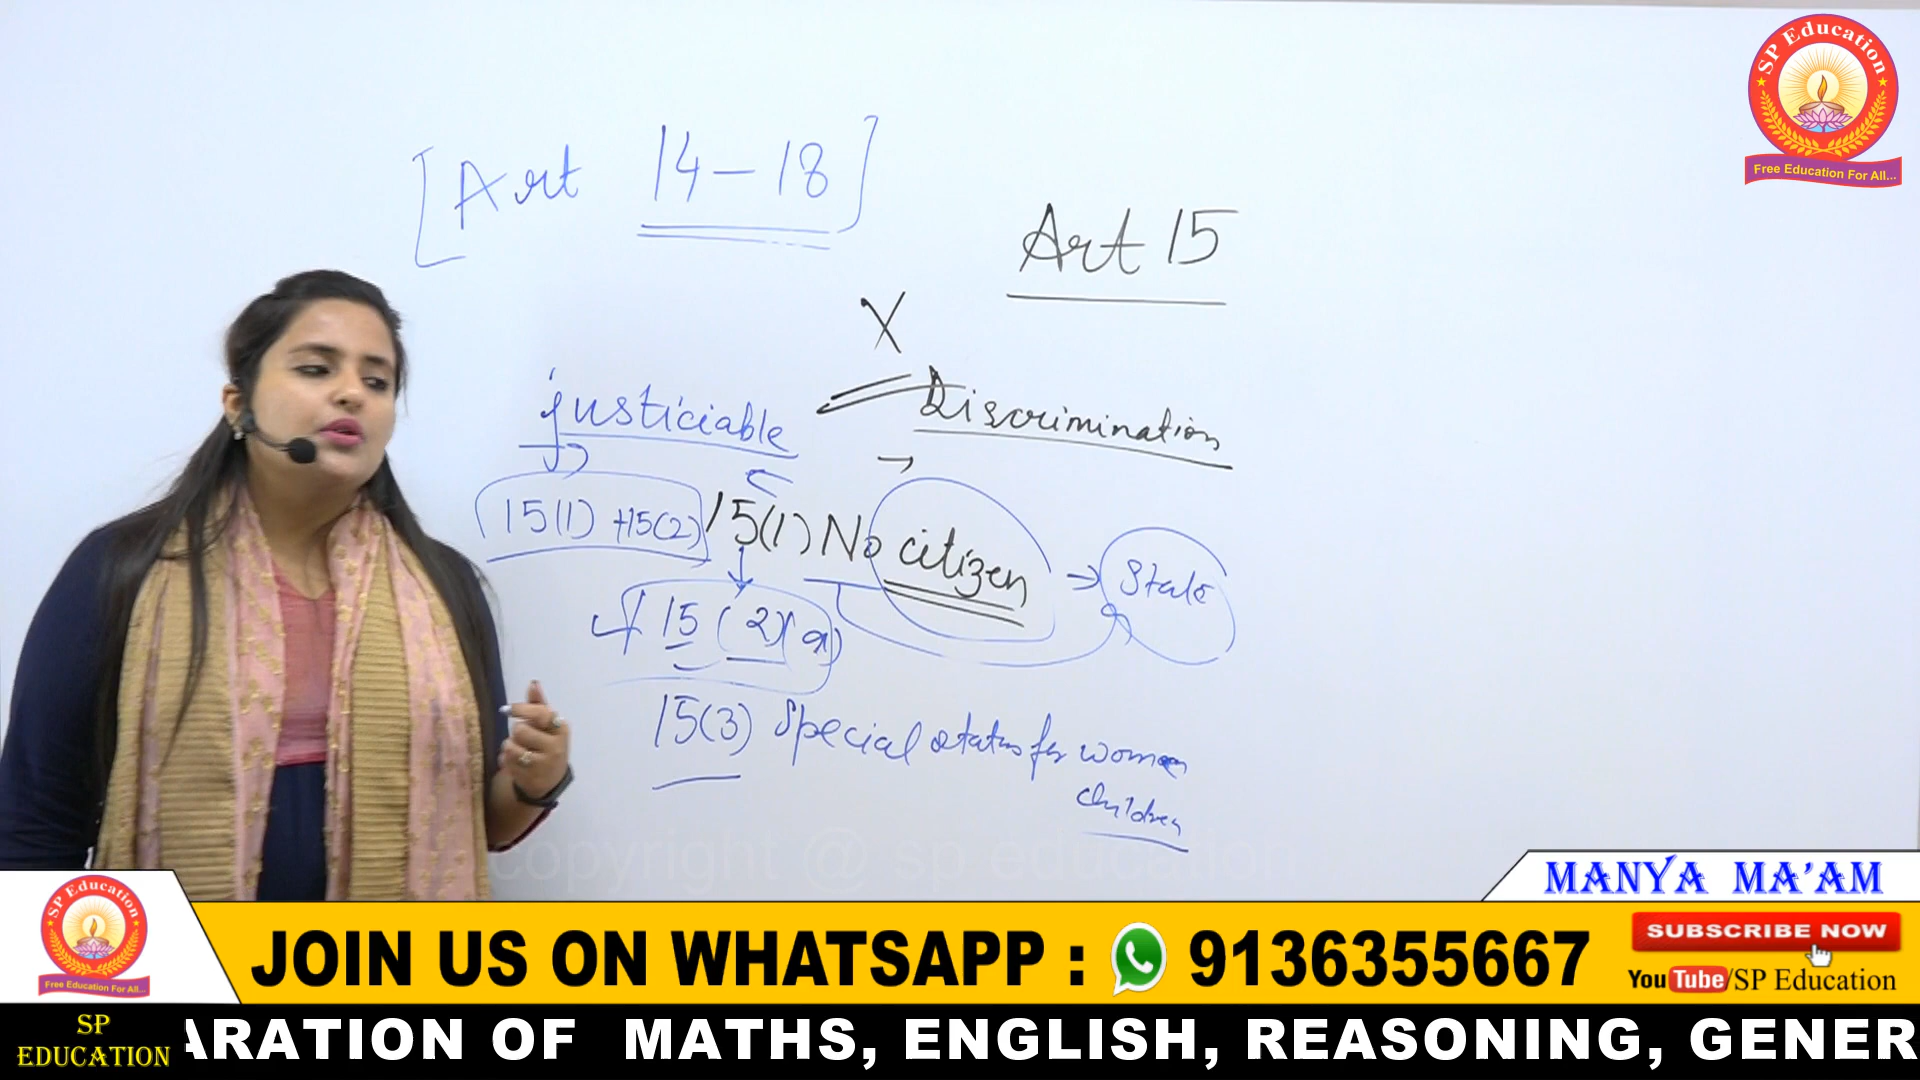 SP Education
Free Education For All...
[Art 14-18]
Art 15
X
justiciable
Discrimination
15(1) +15(2)
15(1) No citizen → State
15 (2)(a)
15(3) Special status for women
children
copyright @ sp education
MANYA MA'AM
SP Education
Free Education For All...
JOIN US ON WHATSAPP : 9136355667
SUBSCRIBE NOW
YouTube/SP Education
SP
EDUCATION
ARATION OF MATHS, ENGLISH, REASONING, GENER